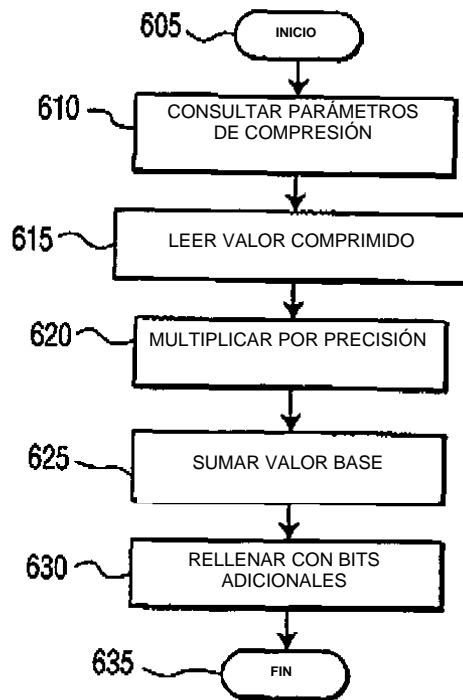 605
INICIO
610
CONSULTAR PARÁMETROS
DE COMPRESIÓN
615
LEER VALOR COMPRIMIDO
620
MULTIPLICAR POR PRECISIÓN
625
SUMAR VALOR BASE
630
RELLENAR CON BITS
ADICIONALES
635
FIN